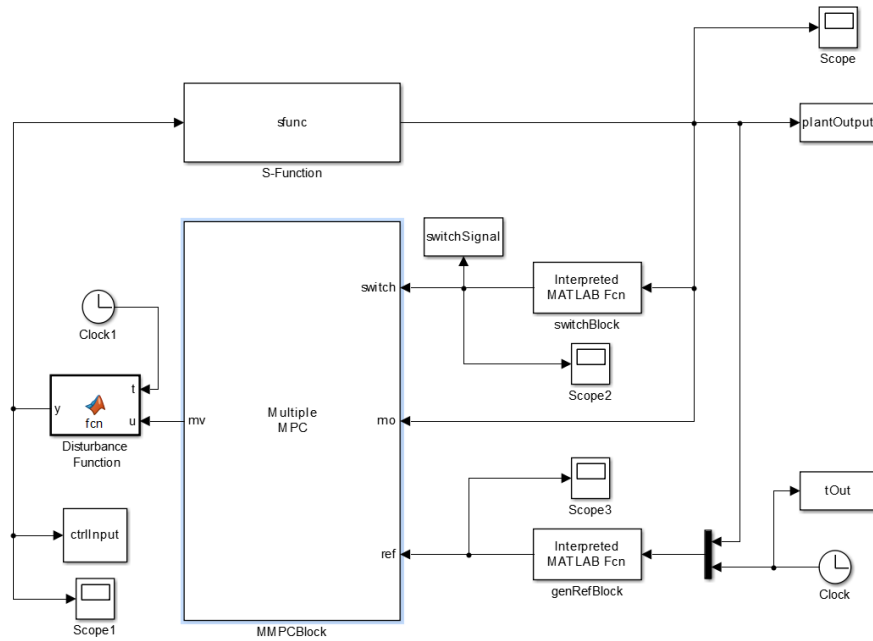 Scope
sfunc
plantOutput
S-Function
switchSignal
switch
Interpreted
MATLAB Fcn
switchBlock
Clock1
Scope2
t
y
fcn
u
mv
Multiple
MPC
mo
Disturbance
Function
Scope3
tOut
ctrlInput
ref
Interpreted
MATLAB Fcn
genRefBlock
Clock
Scope1
MMPCBlock